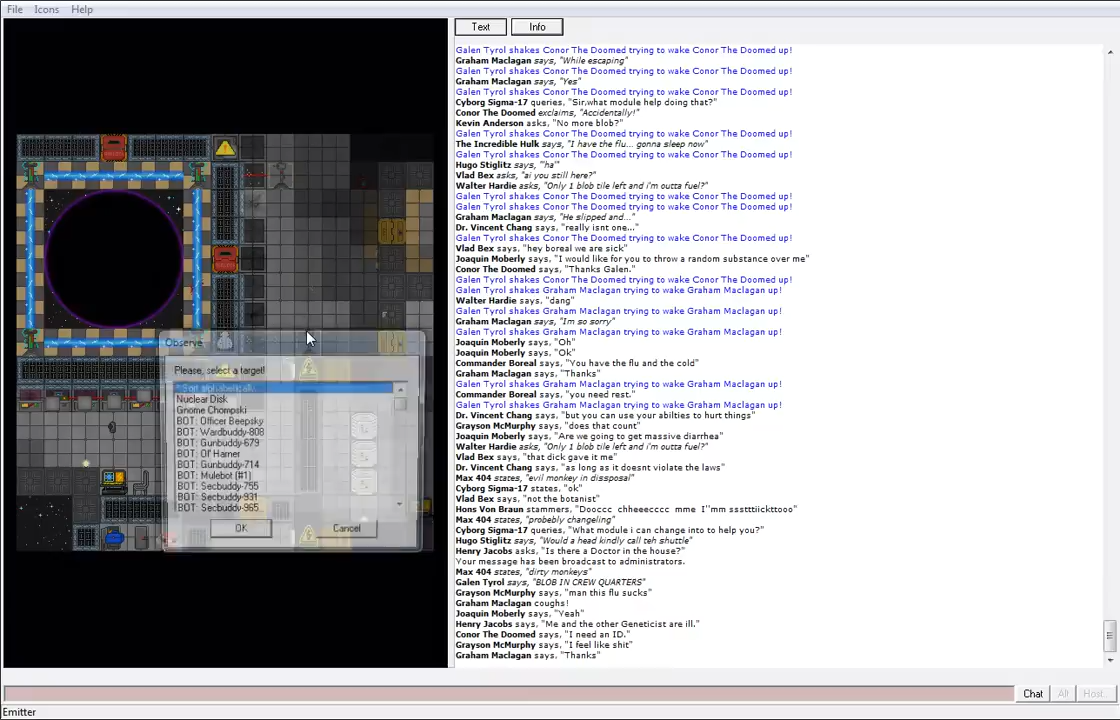 File Icons Help
Text Info
Galen Tyrol shakes Conor The Doomed trying to wake Conor The Doomed up!
Graham Maclagan says, "While escaping"
Galen Tyrol shakes Conor The Doomed trying to wake Conor The Doomed up!
Graham Maclagan says, "Yes"
Galen Tyrol shakes Conor The Doomed trying to wake Conor The Doomed up!
Cyborg Sigma-17 queries, "Sir,what module help doing that?"
Conor The Doomed exclaims, "Accidentally!"
Kevin Anderson asks, "No more blob?"
Galen Tyrol shakes Conor The Doomed trying to wake Conor The Doomed up!
The Incredible Hulk says, "I have the flu... gonna sleep now"
Galen Tyrol shakes Conor The Doomed trying to wake Conor The Doomed up!
Hugo Stiglitz says, "ha!"
Vlad Bex asks, "ai you still here?"
Walter Hardie asks, "Only 1 blob tile left and i'm outta fuel?"
Galen Tyrol shakes Conor The Doomed trying to wake Conor The Doomed up!
Galen Tyrol shakes Conor The Doomed trying to wake Conor The Doomed up!
Graham Maclagan says, "He slipped and..."
Dr. Vincent Chang says, "really isnt one..."
Galen Tyrol shakes Conor The Doomed trying to wake Conor The Doomed up!
Vlad Bex says, "hey boreal we are sick"
Joaquin Moberly says, "I would like for you to throw a random substance over me"
Conor The Doomed says, "Thanks Galen."
Galen Tyrol shakes Conor The Doomed trying to wake Conor The Doomed up!
Galen Tyrol shakes Graham Maclagan trying to wake Graham Maclagan up!
Walter Hardie says, "dang"
Galen Tyrol shakes Graham Maclagan trying to wake Graham Maclagan up!
Graham Maclagan says, "Im so sorry"
Galen Tyrol shakes Graham Maclagan trying to wake Graham Maclagan up!
Joaquin Moberly says, "Oh"
Joaquin Moberly says, "Ok"
Commander Boreal says, "You have the flu and the cold"
Graham Maclagan says, "Thanks"
Galen Tyrol shakes Graham Maclagan trying to wake Graham Maclagan up!
Commander Boreal says, "you need rest."
Galen Tyrol shakes Graham Maclagan trying to wake Graham Maclagan up!
Dr. Vincent Chang says, "but you can use your abilties to hurt things"
Grayson McMurphy says, "does that count"
Joaquin Moberly asks, "Are we going to get massive diarrhea"
Walter Hardie asks, "Only 1 blob tile left and i'm outta fuel?"
Vlad Bex says, "that dick gave it me"
Dr. Vincent Chang says, "as long as it doesnt violate the laws"
Max 404 states, "evil monkey in dissposal"
Cyborg Sigma-17 states, "ok"
Vlad Bex says, "not the botanist"
Hons Von Braun stammers, "Dooccc chheeecccc mme I''mm ssstttiiickttooo"
Max 404 states, "probebly changeling"
Cyborg Sigma-17 queries, "What module i can change into to help you?"
Hugo Stiglitz says, "Would a head kindly call teh shuttle"
Henry Jacobs asks, "Is there a Doctor in the house?"
Your message has been broadcast to administrators.
Max 404 states, "dirty monkeys"
Galen Tyrol says, "BLOB IN CREW QUARTERS"
Grayson McMurphy says, "man this flu sucks"
Graham Maclagan coughs!
Joaquin Moberly says, "Yeah"
Henry Jacobs says, "Me and the other Geneticist are ill."
Conor The Doomed says, "I need an ID."
Grayson McMurphy says, "I feel like shit"
Graham Maclagan says, "Thanks"
Observe
Please, select a target!
* Sort alphabetically...
Nuclear Disk
Gnome Chompski
BOT: Officer Beepsky
BOT: Wardbuddy-808
BOT: Gunbuddy-679
BOT: Ol' Harner
BOT: Gunbuddy-714
BOT: Mulebot (#1)
BOT: Secbuddy-755
BOT: Secbuddy-931
BOT: Secbuddy-965
OK Cancel
Chat All Host...
Emitter